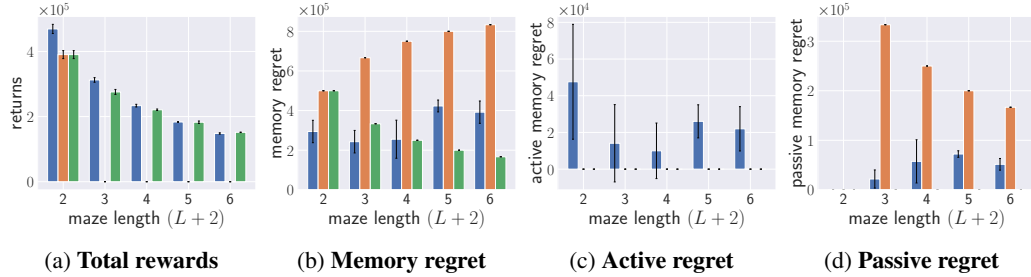 ×10⁵
returns
4
2
0
2 3 4 5 6
maze length (L + 2)
(a) Total rewards
×10⁵
memory regret
8
6
4
2
0
2 3 4 5 6
maze length (L + 2)
(b) Memory regret
×10⁴
active memory regret
8
6
4
2
0
2 3 4 5 6
maze length (L + 2)
(c) Active regret
×10⁵
passive memory regret
3
2
1
0
2 3 4 5 6
maze length (L + 2)
(d) Passive regret